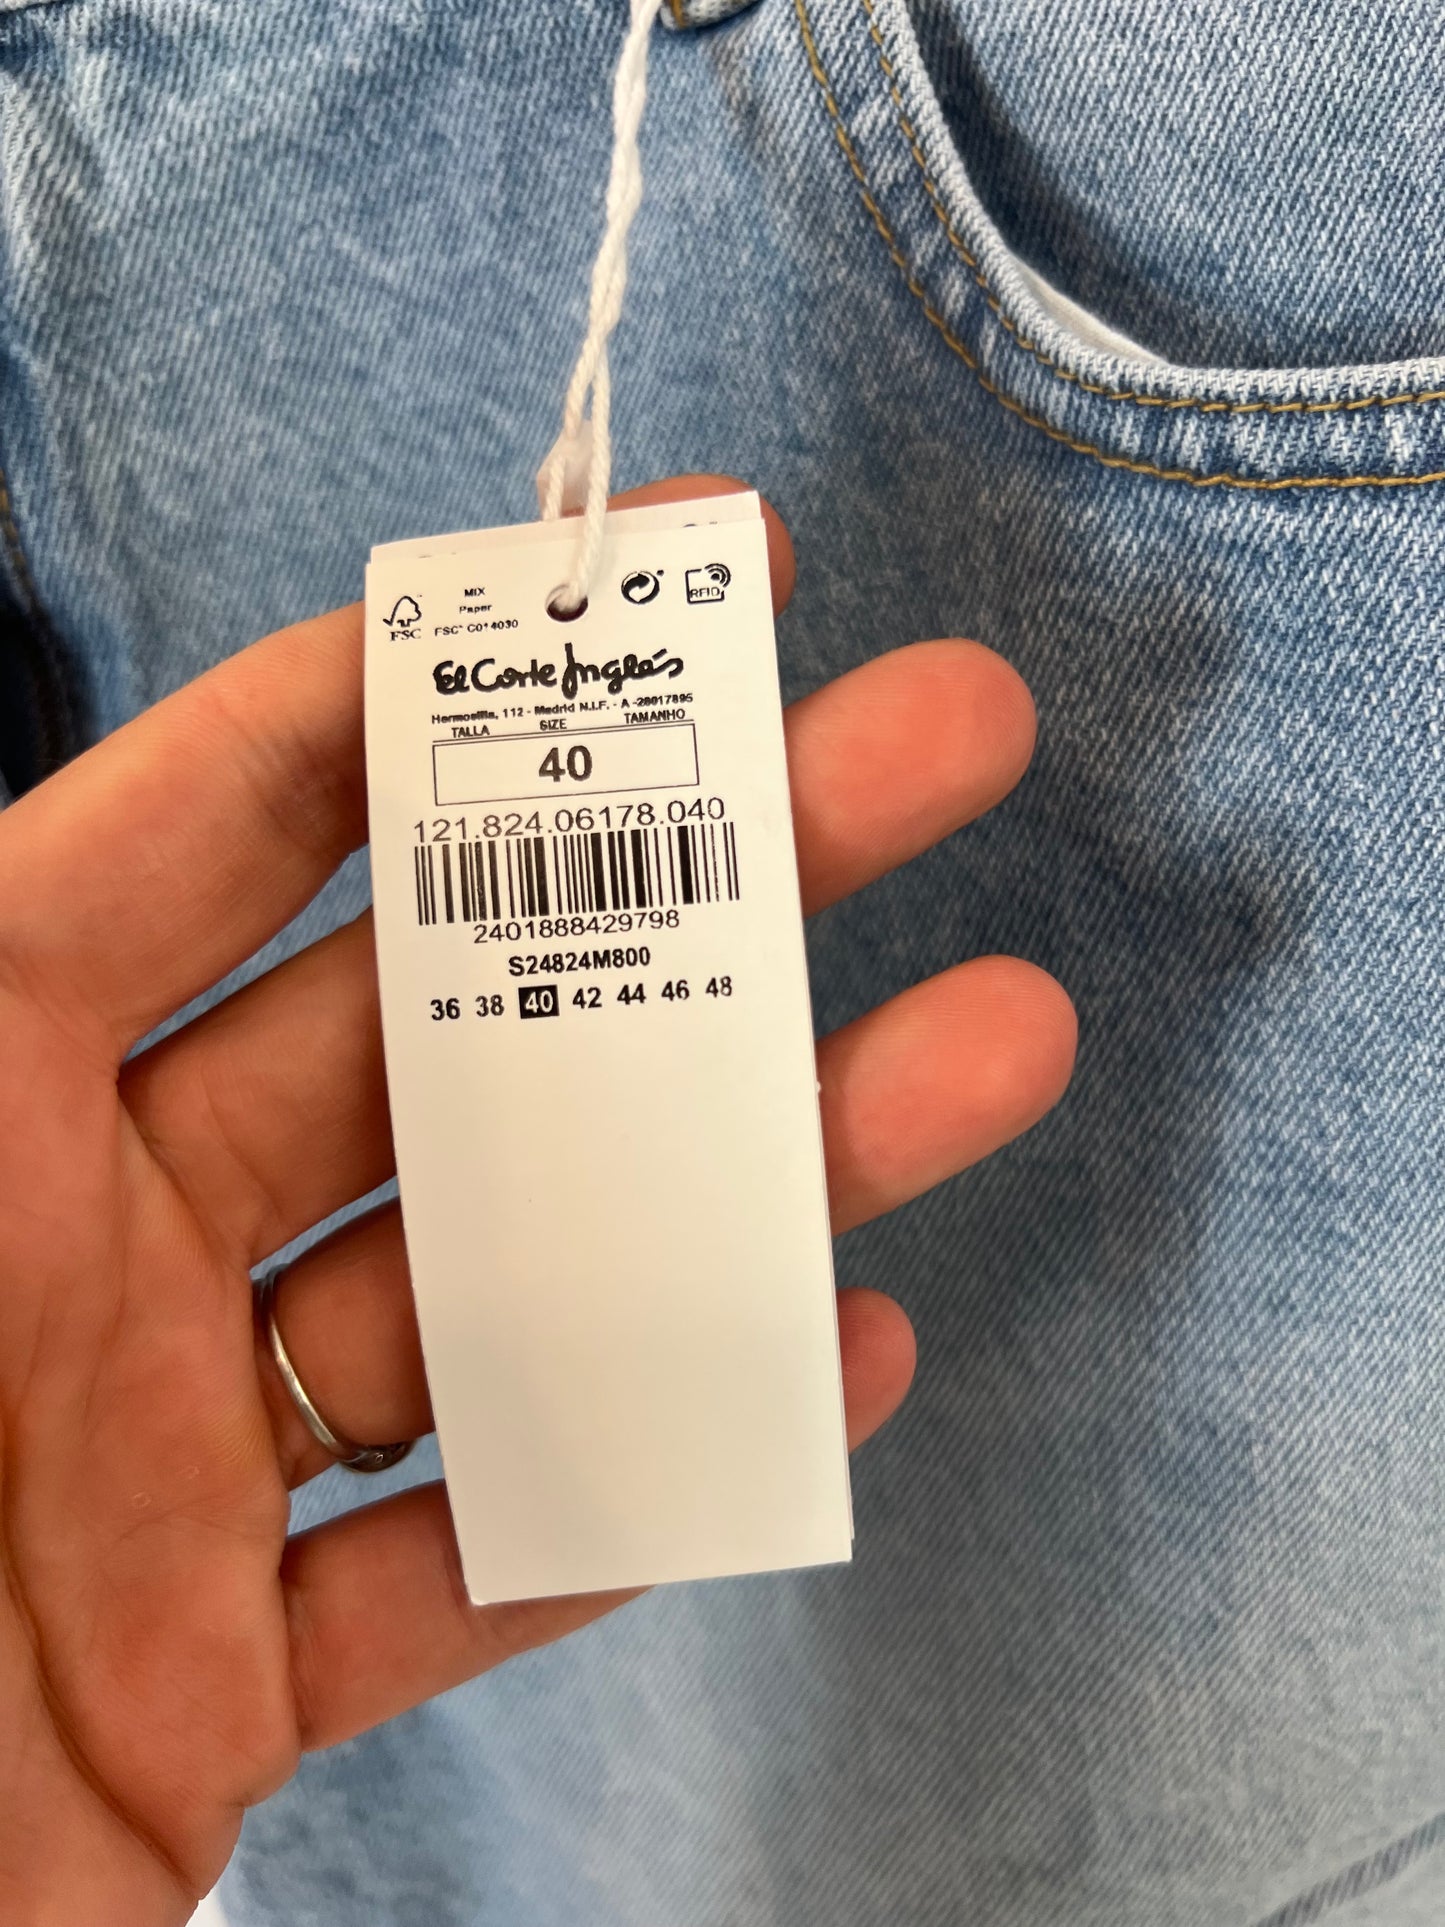 MIX
Paper
FSC
FSC® C014030
RFID
El Corte Inglés
Hermosilla, 112 - Madrid N.I.F. - A-28017895
TALLA SIZE TAMANHO
40
121.824.06178.040
2401888429798
S24824M800
36 38 40 42 44 46 48